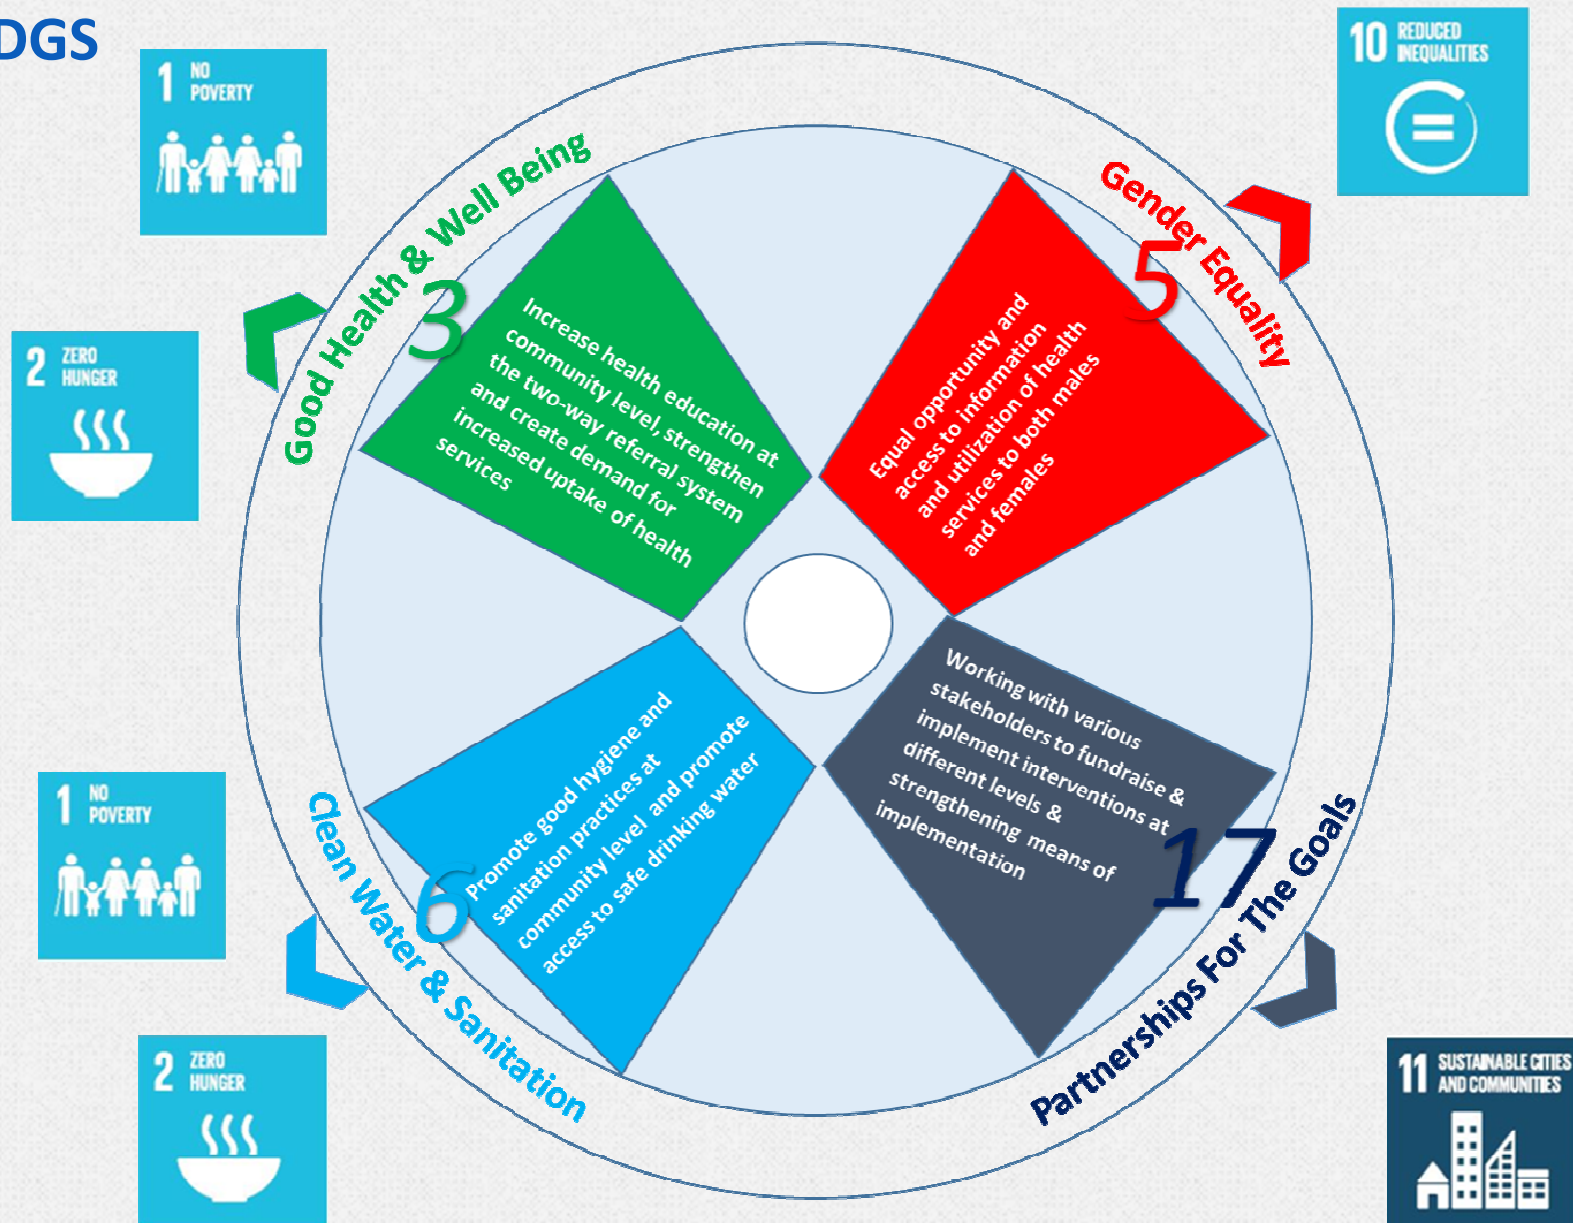 DGS
1 NO
POVERTY
10 REDUCED
INEQUALITIES
2 ZERO
HUNGER
Good Health & Well Being
3
Increase health education at
community level, strengthen
the two-way referral system
and create demand for
increased uptake of health
services
Gender Equality
5
Equal opportunity and
access to information
and utilization of health
services to both males
and females
1 NO
POVERTY
2 ZERO
HUNGER
Clean Water & Sanitation
6
Promote good hygiene and
sanitation practices at
community level and promote
access to safe drinking water
Partnerships For The Goals
17
Working with various
stakeholders to fundraise &
implement interventions at
different levels &
strengthening means of
implementation
11 SUSTAINABLE CITIES
AND COMMUNITIES